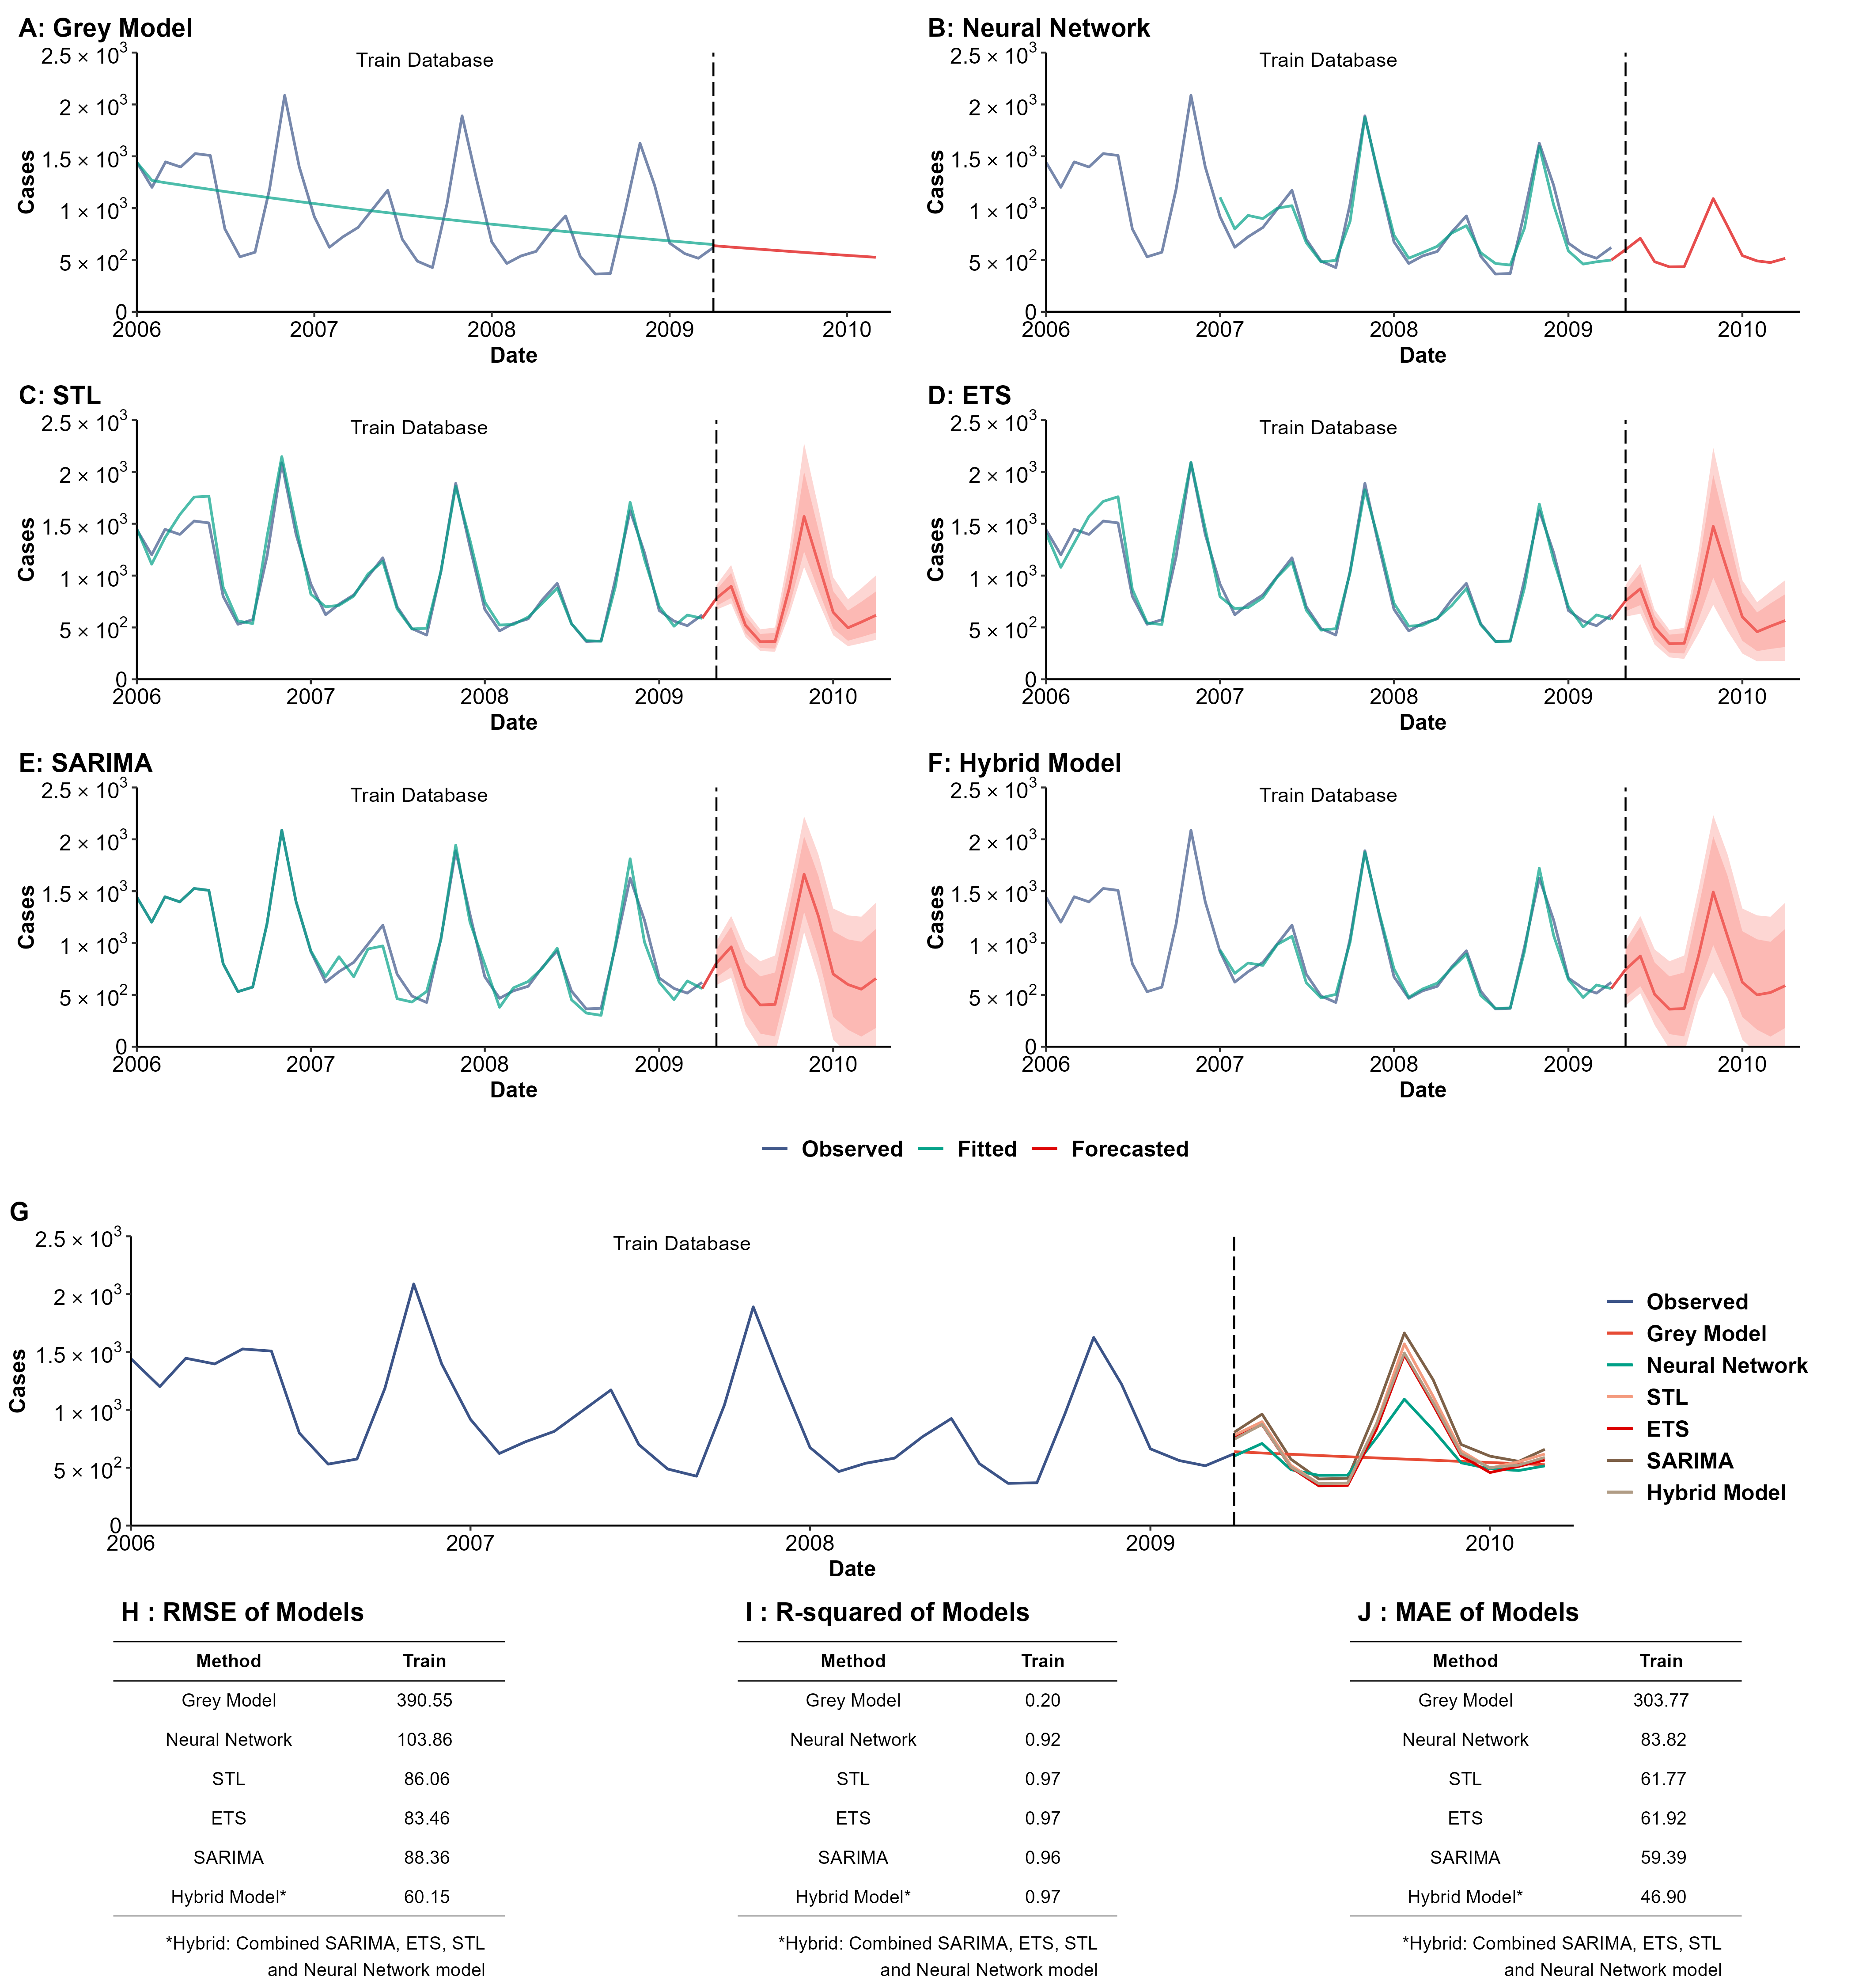 A: Grey Model
Train Database
2.5 × 10³
2 × 10³
1.5 × 10³
1 × 10³
5 × 10²
0
Cases
2006 2007 2008 2009 2010
Date
B: Neural Network
Train Database
2.5 × 10³
2 × 10³
1.5 × 10³
1 × 10³
5 × 10²
0
Cases
2006 2007 2008 2009 2010
Date
C: STL
Train Database
2.5 × 10³
2 × 10³
1.5 × 10³
1 × 10³
5 × 10²
0
Cases
2006 2007 2008 2009 2010
Date
D: ETS
Train Database
2.5 × 10³
2 × 10³
1.5 × 10³
1 × 10³
5 × 10²
0
Cases
2006 2007 2008 2009 2010
Date
E: SARIMA
Train Database
2.5 × 10³
2 × 10³
1.5 × 10³
1 × 10³
5 × 10²
0
Cases
2006 2007 2008 2009 2010
Date
F: Hybrid Model
Train Database
2.5 × 10³
2 × 10³
1.5 × 10³
1 × 10³
5 × 10²
0
Cases
2006 2007 2008 2009 2010
Date
Observed Fitted Forecasted
G
Train Database
2.5 × 10³
2 × 10³
1.5 × 10³
1 × 10³
5 × 10²
0
Cases
2006 2007 2008 2009 2010
Date
Observed
Grey Model
Neural Network
STL
ETS
SARIMA
Hybrid Model
H : RMSE of Models
Method Train
Grey Model 390.55
Neural Network 103.86
STL 86.06
ETS 83.46
SARIMA 88.36
Hybrid Model* 60.15
*Hybrid: Combined SARIMA, ETS, STL
and Neural Network model
I : R-squared of Models
Method Train
Grey Model 0.20
Neural Network 0.92
STL 0.97
ETS 0.97
SARIMA 0.96
Hybrid Model* 0.97
*Hybrid: Combined SARIMA, ETS, STL
and Neural Network model
J : MAE of Models
Method Train
Grey Model 303.77
Neural Network 83.82
STL 61.77
ETS 61.92
SARIMA 59.39
Hybrid Model* 46.90
*Hybrid: Combined SARIMA, ETS, STL
and Neural Network model